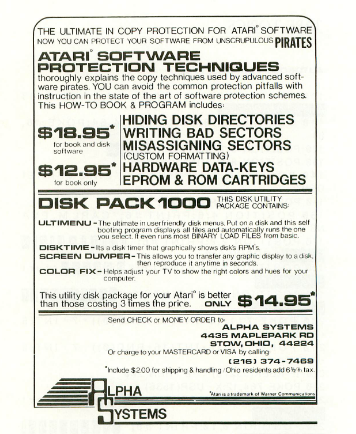 THE ULTIMATE IN COPY PROTECTION FOR ATARI® SOFTWARE
NOW YOU CAN PROTECT YOUR SOFTWARE FROM UNSCRUPULOUS PIRATES
ATARI® SOFTWARE
PROTECTION TECHNIQUES
thoroughly explains the copy techniques used by advanced soft-
ware pirates. YOU can avoid the common protection pitfalls with
instruction in the state of the art of software protection schemes.
This HOW-TO BOOK & PROGRAM includes:
$18.95*
for book and disk
software
$12.95*
for book only
HIDING DISK DIRECTORIES
WRITING BAD SECTORS
MISASSIGNING SECTORS
(CUSTOM FORMATTING)
HARDWARE DATA-KEYS
EPROM & ROM CARTRIDGES
DISK PACK 1000 THIS DISK UTILITY
PACKAGE CONTAINS:
ULTIMENU - The ultimate in userfriendly disk menus. Put on a disk and this self
booting program displays all files and automatically runs the one
you select. It even runs most BINARY LOAD FILES from basic.
DISKTIME - Its a disk timer that graphically shows disk's RPM's.
SCREEN DUMPER - This allows you to transfer any graphic display to a disk,
then reproduce it anytime in seconds.
COLOR FIX - Helps adjust your TV to show the right colors and hues for your
computer.
This utility disk package for your Atari® is better
than those costing 3 times the price. ONLY $14.95*
Send CHECK or MONEY ORDER to:
ALPHA SYSTEMS
4435 MAPLEPARK RD
STOW, OHIO, 44224
Or charge to your MASTERCARD or VISA by calling
(216) 374-7469
*Include $2.00 for shipping & handling / Ohio residents add 6½% tax.
ALPHA
SYSTEMS
*Atari is a trademark of Warner Communications